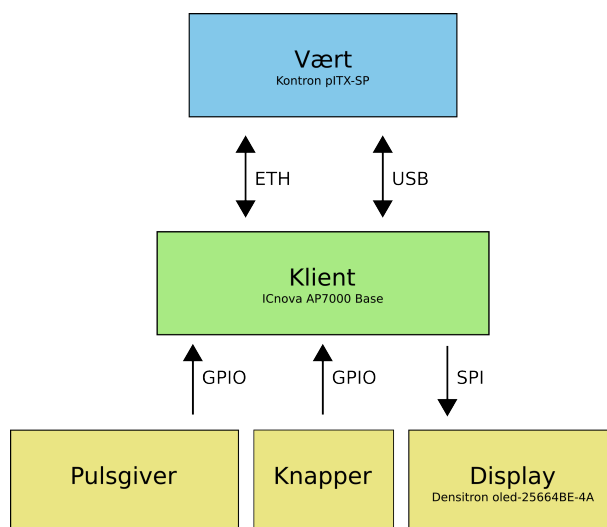 Vært
Kontron pITX-SP
ETH
USB
Klient
ICnova AP7000 Base
GPIO
GPIO
SPI
Pulsgiver
Knapper
Display
Densitron oled-25664BE-4A